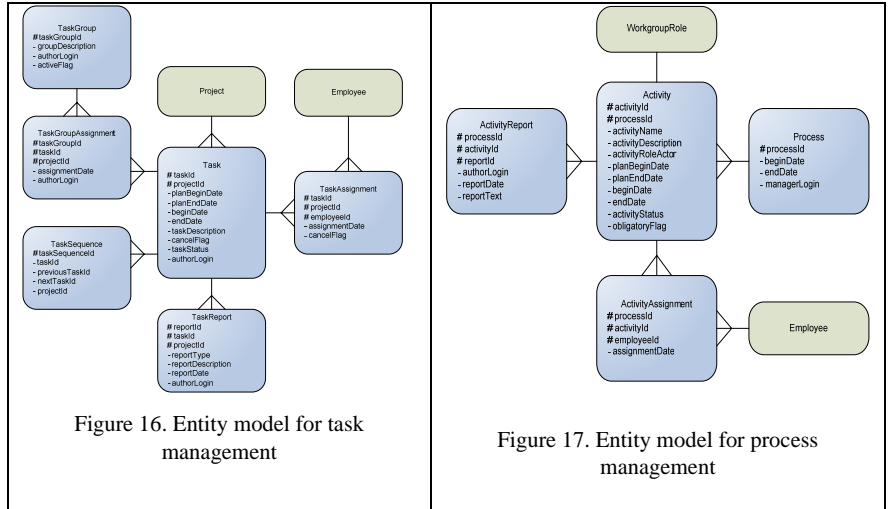 TaskGroup
# taskGroupId
- groupDescription
- authorLogin
- activeFlag
Project
Employee
TaskGroupAssignment
# taskGroupId
# taskId
# projectId
- assignmentDate
- authorLogin
Task
# taskId
# projectId
- planBeginDate
- planEndDate
- beginDate
- endDate
- taskDescription
- cancelFlag
- taskStatus
- authorLogin
TaskAssignment
# taskId
# projectId
# employeeId
- assignmentDate
- cancelFlag
TaskSequence
# taskSequenceId
- taskId
- previousTaskId
- nextTaskId
- projectId
TaskReport
# reportId
# taskId
# projectId
- reportType
- reportDescription
- reportDate
- authorLogin
Figure 16. Entity model for task
management
WorkgroupRole
ActivityReport
# processId
# activityId
# reportId
- authorLogin
- reportDate
- reportText
Activity
# activityId
# processId
- activityName
- activityDescription
- activityRoleActor
- planBeginDate
- planEndDate
- beginDate
- endDate
- activityStatus
- obligatoryFlag
Process
# processId
- beginDate
- endDate
- managerLogin
ActivityAssignment
# processId
# activityId
# employeeId
- assignmentDate
Employee
Figure 17. Entity model for process
management